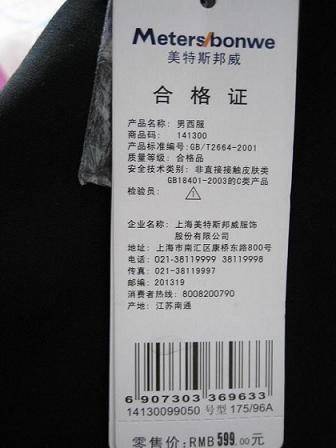 Meters/bonwe
美特斯邦威
合格证
产品名称: 男西服
商品码: 141300
产品标准编号:GB/T2664-2001
质量等级: 合格品
安全技术类别: 非直接接触皮肤类
GB18401-2003的C类产品
检验员: 1
企业名称: 上海美特斯邦威服饰
股份有限公司
地址: 上海市南汇区康桥东路800号
电话: 021-38119999 38119998
传真: 021-38119997
邮编: 201319
消费者热线: 8008200790
产地: 江苏南通
6 907303 369633
14130099050 号型 175/96A
零售价: RMB 599.00元